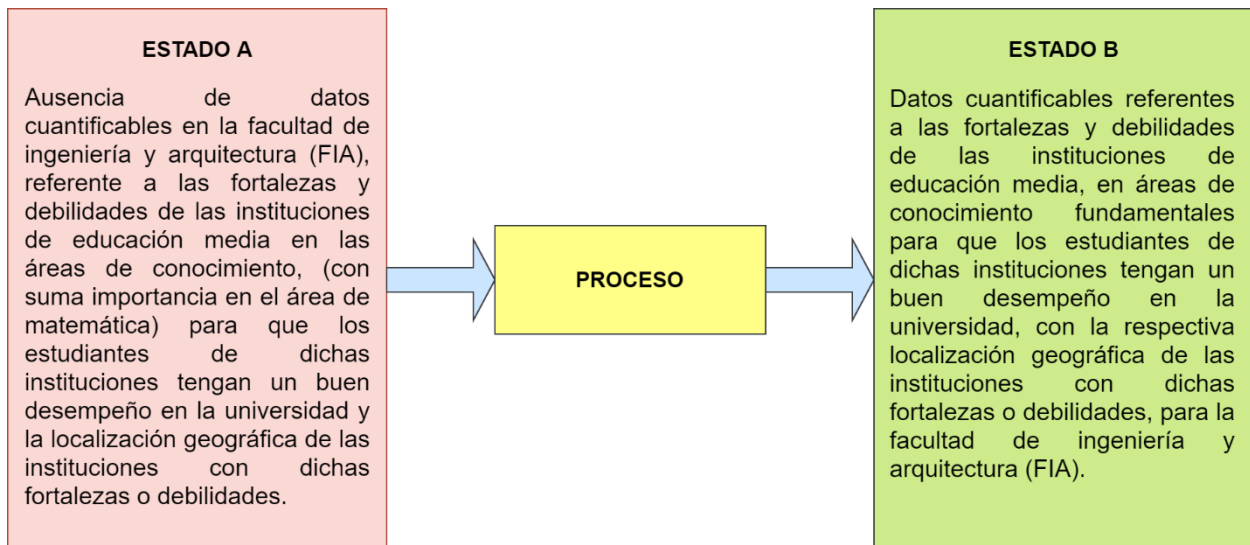 ESTADO A
Ausencia de datos
cuantificables en la facultad de
ingeniería y arquitectura (FIA),
referente a las fortalezas y
debilidades de las instituciones
de educación media en las
áreas de conocimiento, (con
suma importancia en el área de
matemática) para que los
estudiantes de dichas
instituciones tengan un buen
desempeño en la universidad y
la localización geográfica de las
instituciones con dichas
fortalezas o debilidades.
PROCESO
ESTADO B
Datos cuantificables referentes
a las fortalezas y debilidades
de las instituciones de
educación media, en áreas de
conocimiento fundamentales
para que los estudiantes de
dichas instituciones tengan un
buen desempeño en la
universidad, con la respectiva
localización geográfica de las
instituciones con dichas
fortalezas o debilidades, para la
facultad de ingeniería y
arquitectura (FIA).